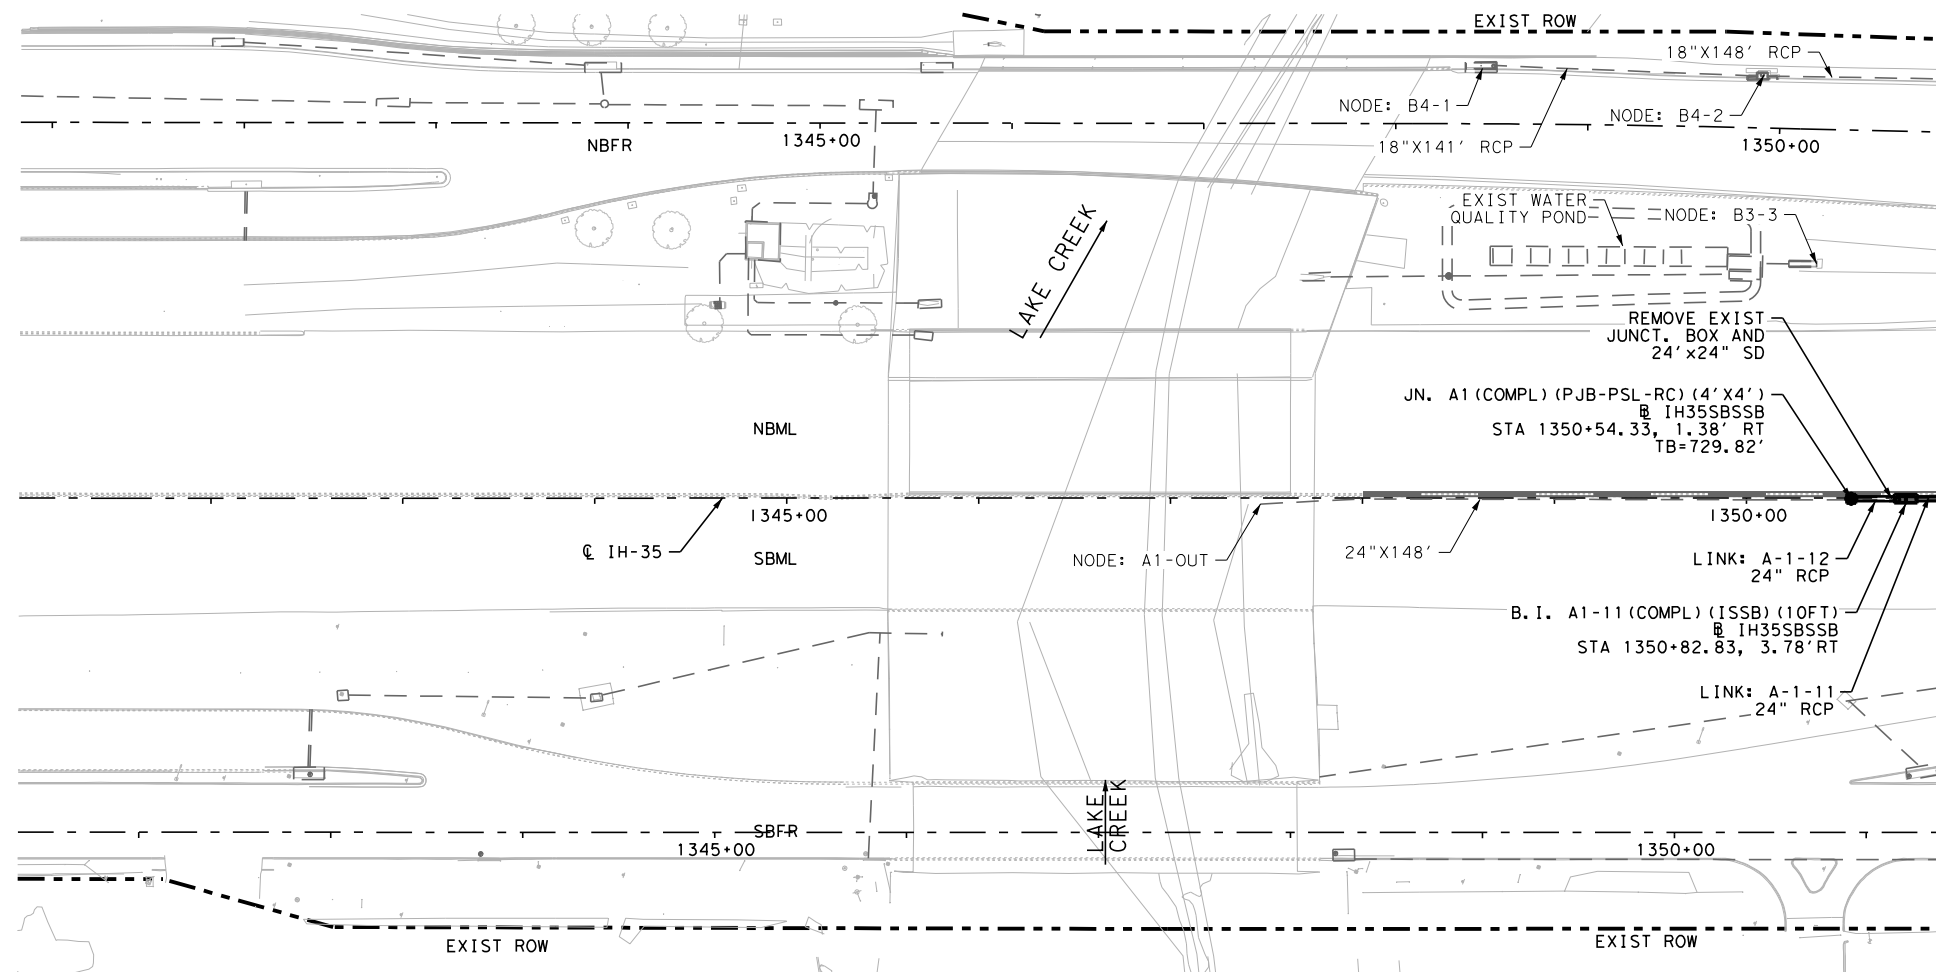 EXIST ROW
18"X148' RCP
NODE: B4-1
NODE: B4-2
1345+00
NBFR
18"X141' RCP
1350+00
EXIST WATER
QUALITY POND
NODE: B3-3
LAKE CREEK
REMOVE EXIST
JUNCT. BOX AND
24'x24" SD
JN. A1(COMPL)(PJB-PSL-RC)(4'X4')
BL IH35SBSSB
STA 1350+54.33, 1.38' RT
TB=729.82'
NBML
1345+00
1350+00
CL IH-35
SBML
NODE: A1-OUT
24"X148'
LINK: A-1-12
24" RCP
B.I. A1-11(COMPL)(ISSB)(10FT)
BL IH35SBSSB
STA 1350+82.83, 3.78'RT
LINK: A-1-11
24" RCP
LAKE
CREEK
SBFR
1345+00
1350+00
EXIST ROW
EXIST ROW